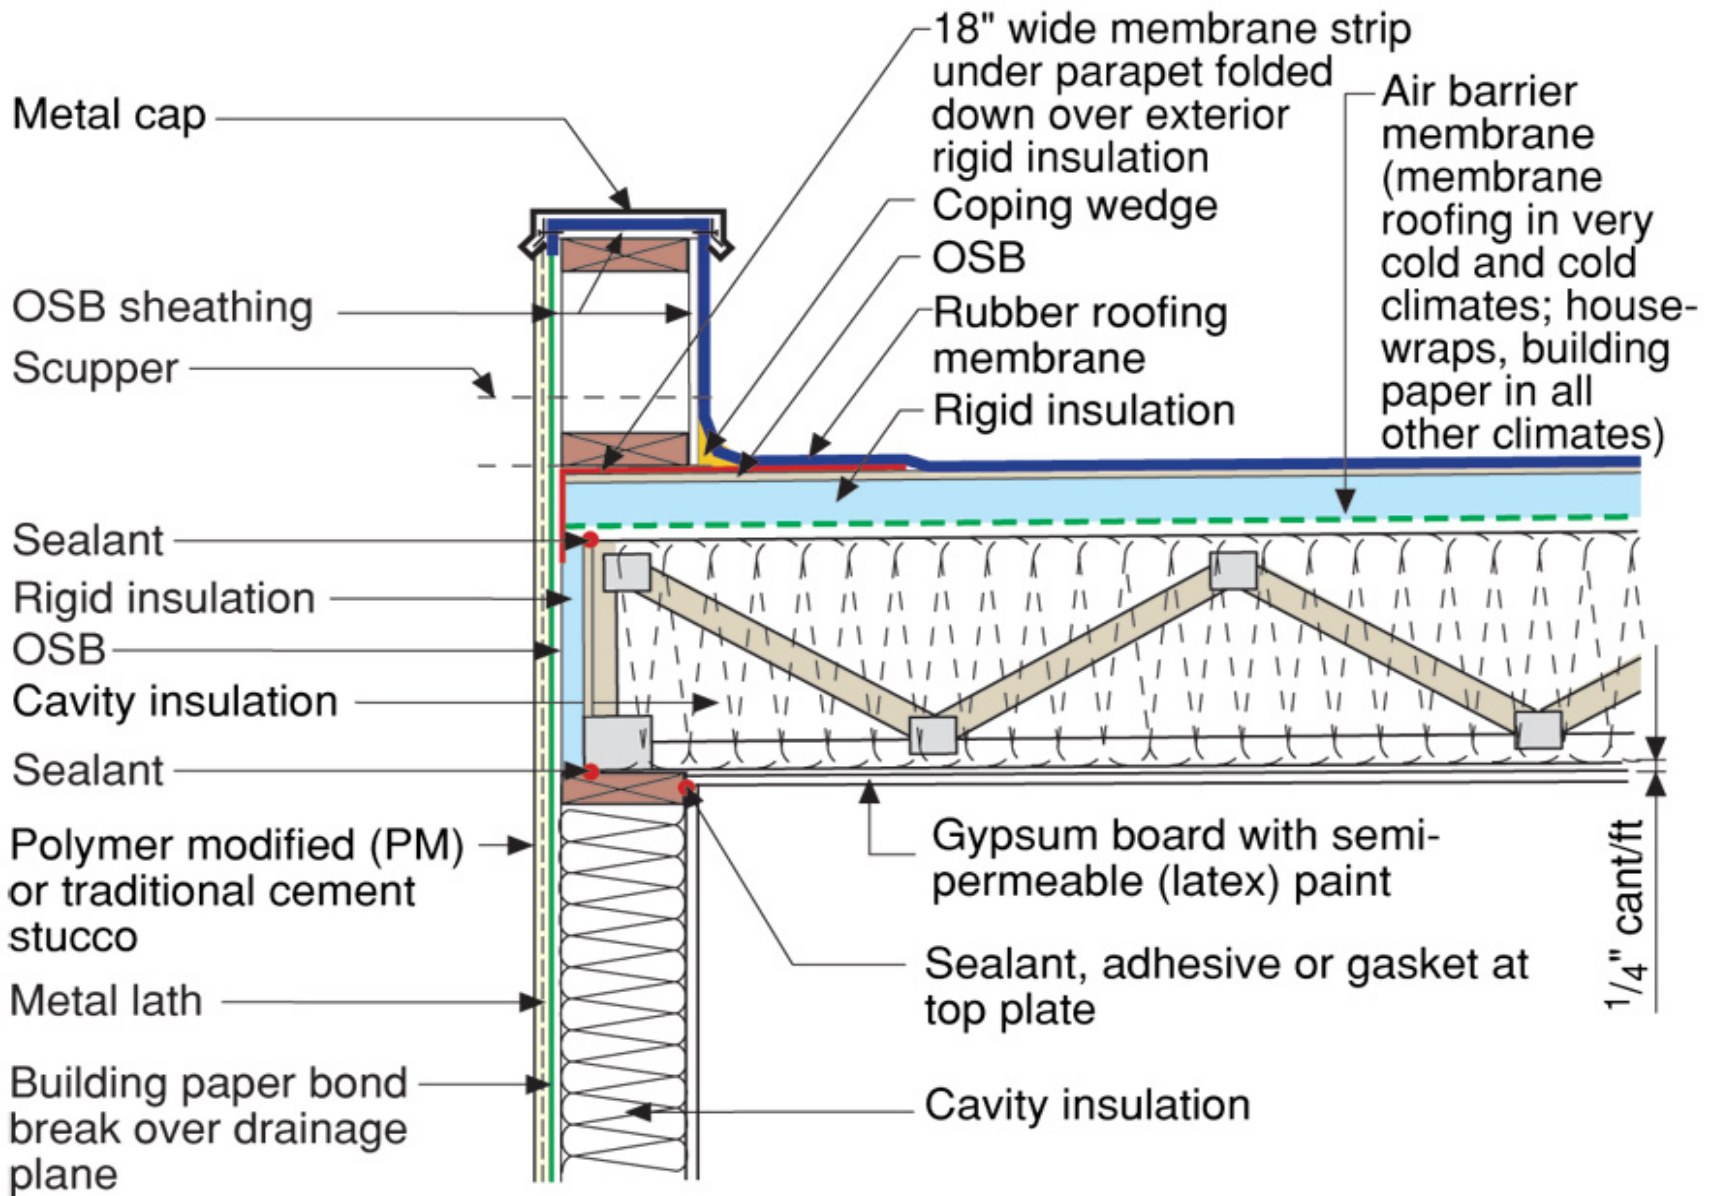 Metal cap
OSB sheathing
Scupper
Sealant
Rigid insulation
OSB
Cavity insulation
Sealant
Polymer modified (PM)
or traditional cement
stucco
Metal lath
Building paper bond
break over drainage
plane
18" wide membrane strip
under parapet folded
down over exterior
rigid insulation
Coping wedge
OSB
Rubber roofing
membrane
Rigid insulation
Air barrier
membrane
(membrane
roofing in very
cold and cold
climates; house-
wraps, building
paper in all
other climates)
Gypsum board with semi-
permeable (latex) paint
Sealant, adhesive or gasket at
top plate
Cavity insulation
1/4" cant/ft